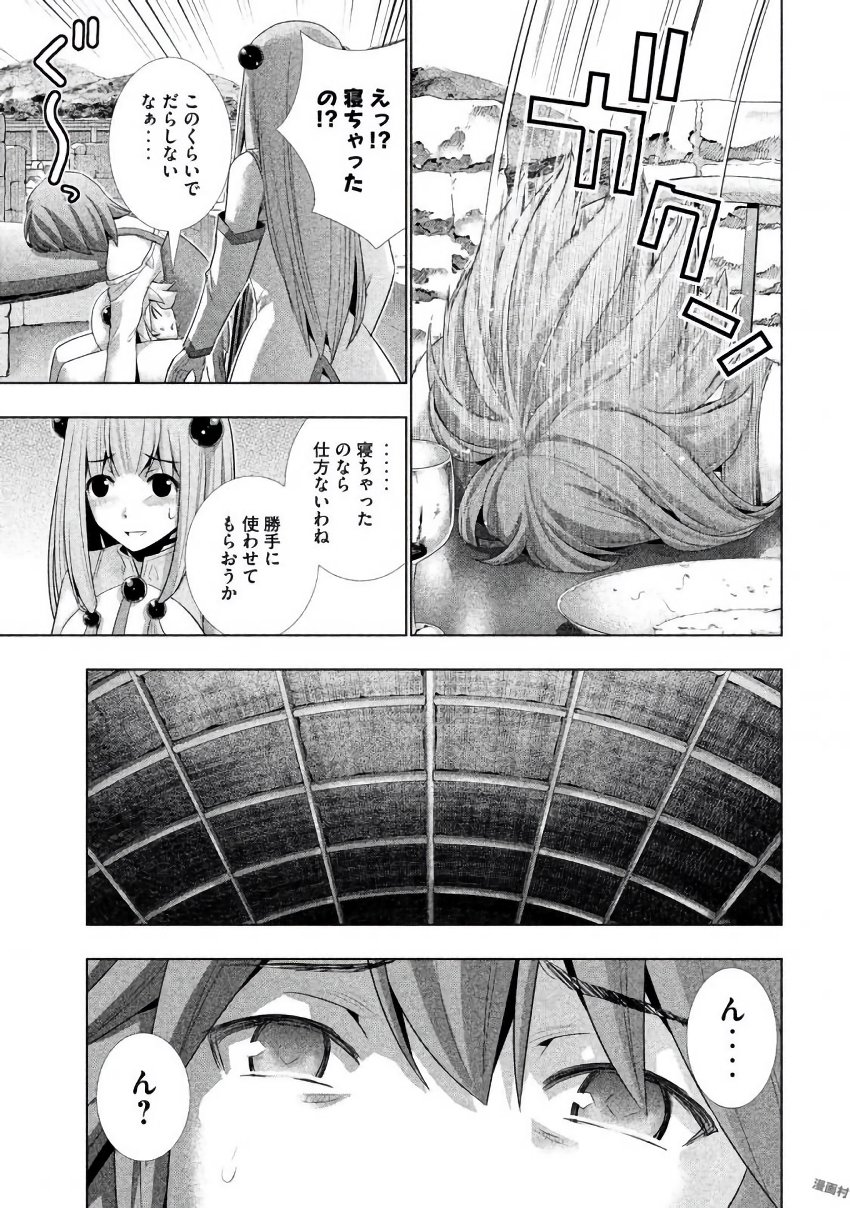 ガクン
えっ!?
寝ちゃった
の!?
このくらいで
だらしない
なぁ・・・・
ぐ〜っ
・・・・・・
寝ちゃった
のなら
仕方ないわね
勝手に
使わせて
もらおうか
ん・・・・
ん?
漫画村